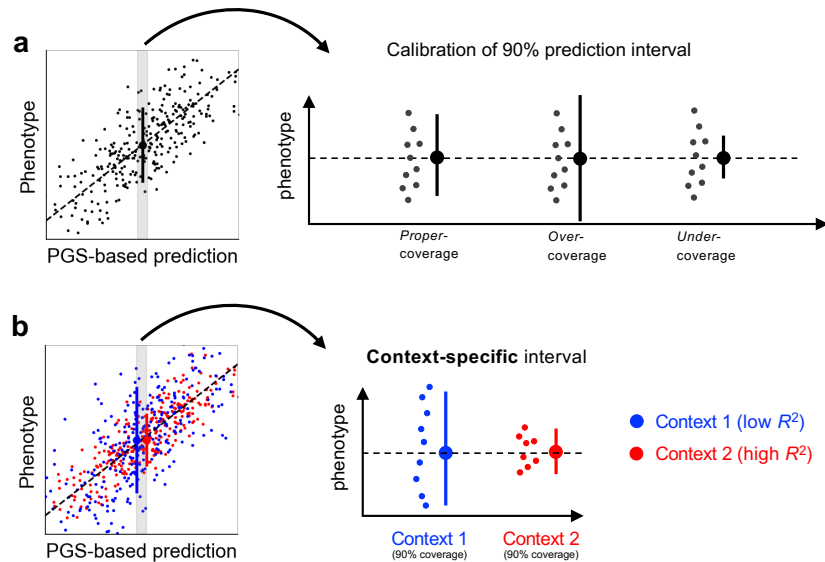 a
Calibration of 90% prediction interval
Phenotype
PGS-based prediction
phenotype
Proper-
coverage
Over-
coverage
Under-
coverage
b
Context-specific interval
Phenotype
PGS-based prediction
phenotype
Context 1
(90% coverage)
Context 2
(90% coverage)
Context 1 (low R²)
Context 2 (high R²)